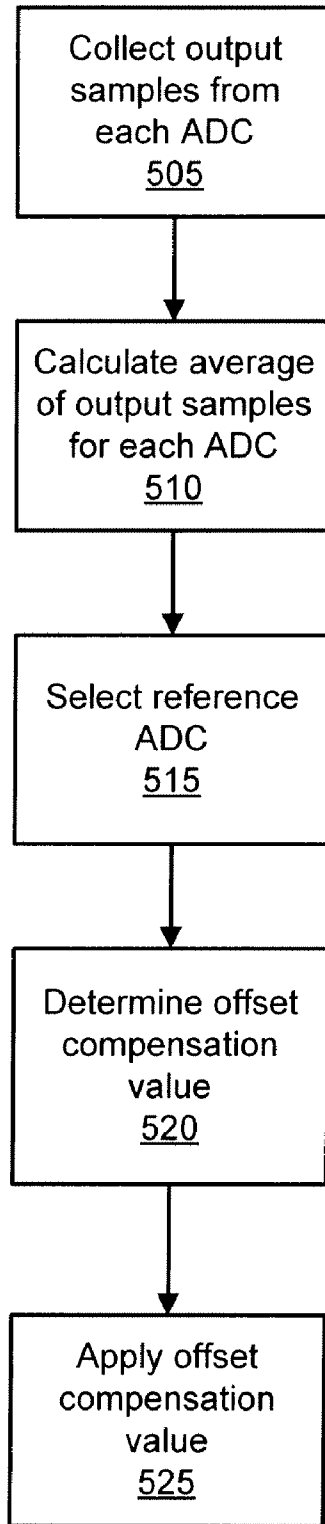 Collect output
samples from
each ADC
505
Calculate average
of output samples
for each ADC
510
Select reference
ADC
515
Determine offset
compensation
value
520
Apply offset
compensation
value
525